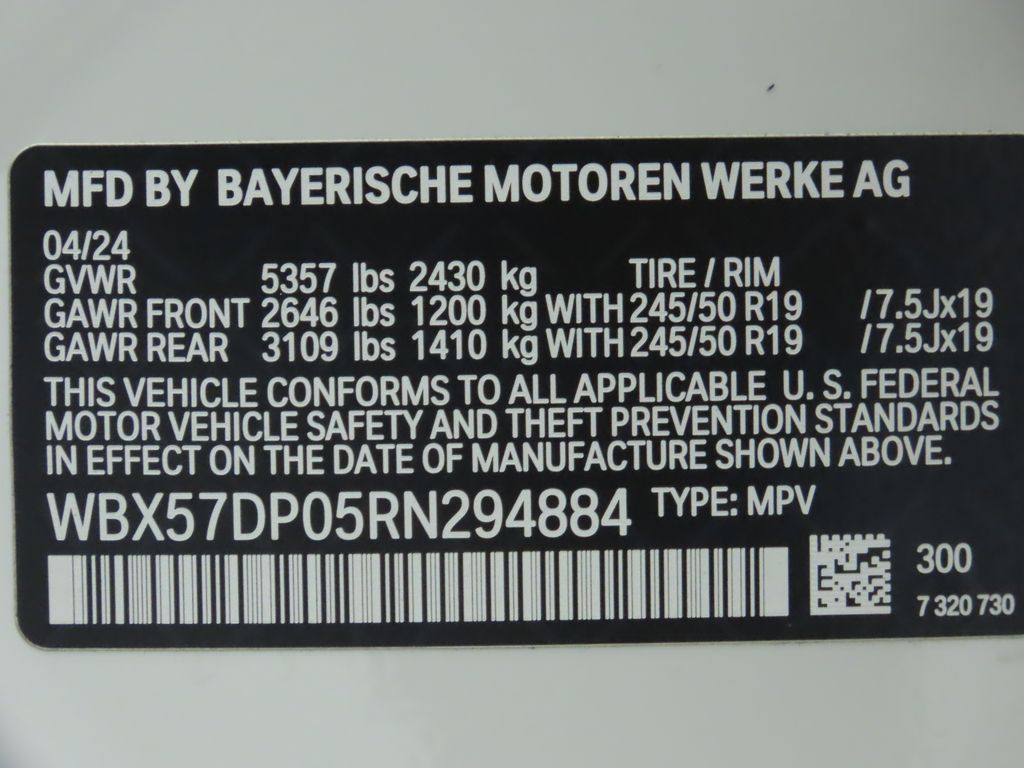 MFD BY BAYERISCHE MOTOREN WERKE AG
04/24
GVWR 5357 lbs 2430 kg TIRE / RIM
GAWR FRONT 2646 lbs 1200 kg WITH 245/50 R19 /7.5Jx19
GAWR REAR 3109 lbs 1410 kg WITH 245/50 R19 /7.5Jx19
THIS VEHICLE CONFORMS TO ALL APPLICABLE U. S. FEDERAL
MOTOR VEHICLE SAFETY AND THEFT PREVENTION STANDARDS
IN EFFECT ON THE DATE OF MANUFACTURE SHOWN ABOVE.
WBX57DP05RN294884 TYPE: MPV
300
7 320 730